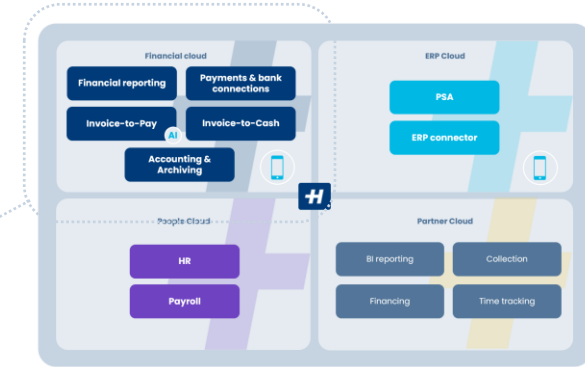 Financial cloud
Financial reporting
Payments & bank
connections
Invoice-to-Pay
AI
Invoice-to-Cash
Accounting &
Archiving
ERP Cloud
PSA
ERP connector
People Cloud
HR
Payroll
Partner Cloud
BI reporting
Collection
Financing
Time tracking
H